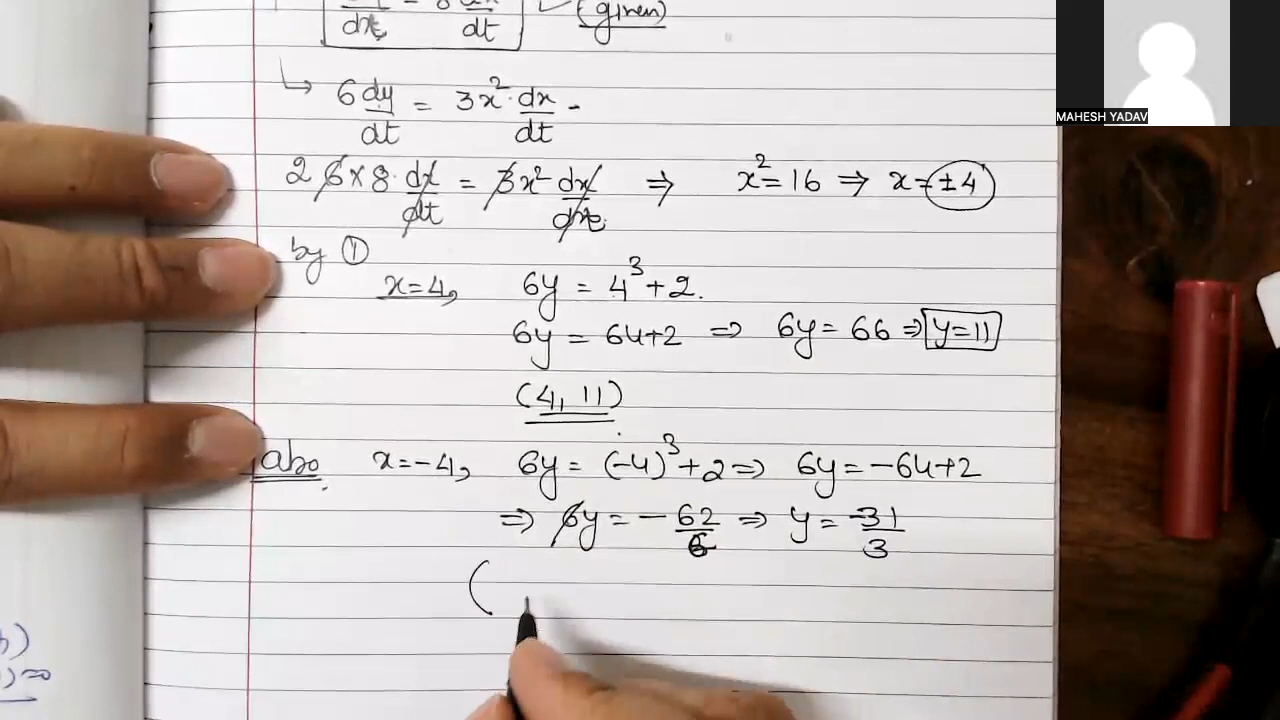 dt dt (given)
↳ 6 dy/dt = 3x² · dx/dt -
2 6 × 8 · dx/dt = 3x² dx/dt ⇒ x² = 16 ⇒ x = ±4
by ①
x=4, 6y = 4³ + 2.
6y = 64+2 ⇒ 6y = 66 ⇒ y=11
(4, 11)
also x=-4, 6y = (-4)³ + 2 ⇒ 6y = -64+2
⇒ 6y = - 62/6 ⇒ y = -31/3
(
MAHESH YADAV